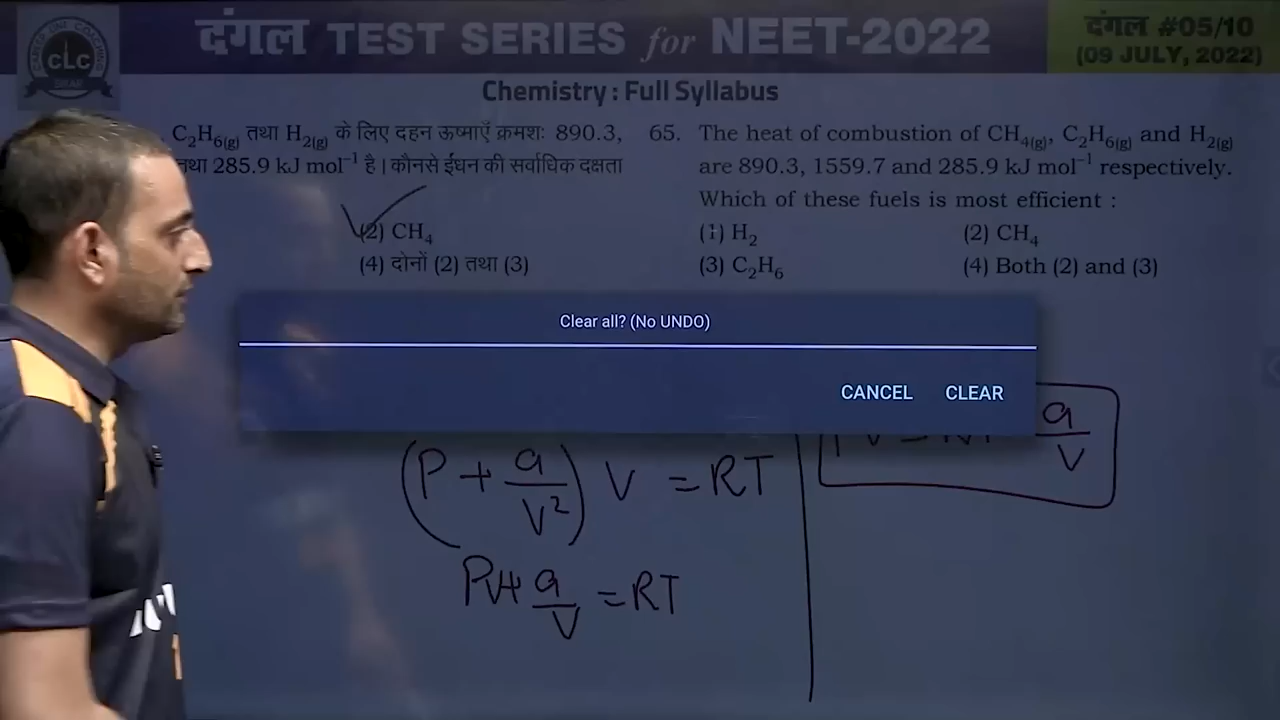 दंगल TEST SERIES for NEET-2022
दंगल #05/10
(09 JULY, 2022)
CLC
Chemistry : Full Syllabus
C₂H₆(g) तथा H₂(g) के लिए दहन ऊष्माएँ क्रमशः 890.3,
तथा 285.9 kJ mol⁻¹ है। कौनसे ईंधन की सर्वाधिक दक्षता
(2) CH₄
(4) दोनों (2) तथा (3)
65. The heat of combustion of CH₄(g), C₂H₆(g) and H₂(g)
are 890.3, 1559.7 and 285.9 kJ mol⁻¹ respectively.
Which of these fuels is most efficient :
(1) H₂ (2) CH₄
(3) C₂H₆ (4) Both (2) and (3)
Clear all? (No UNDO)
CANCEL CLEAR
a/V
(P + a/V²) V = RT
PV + a/V = RT